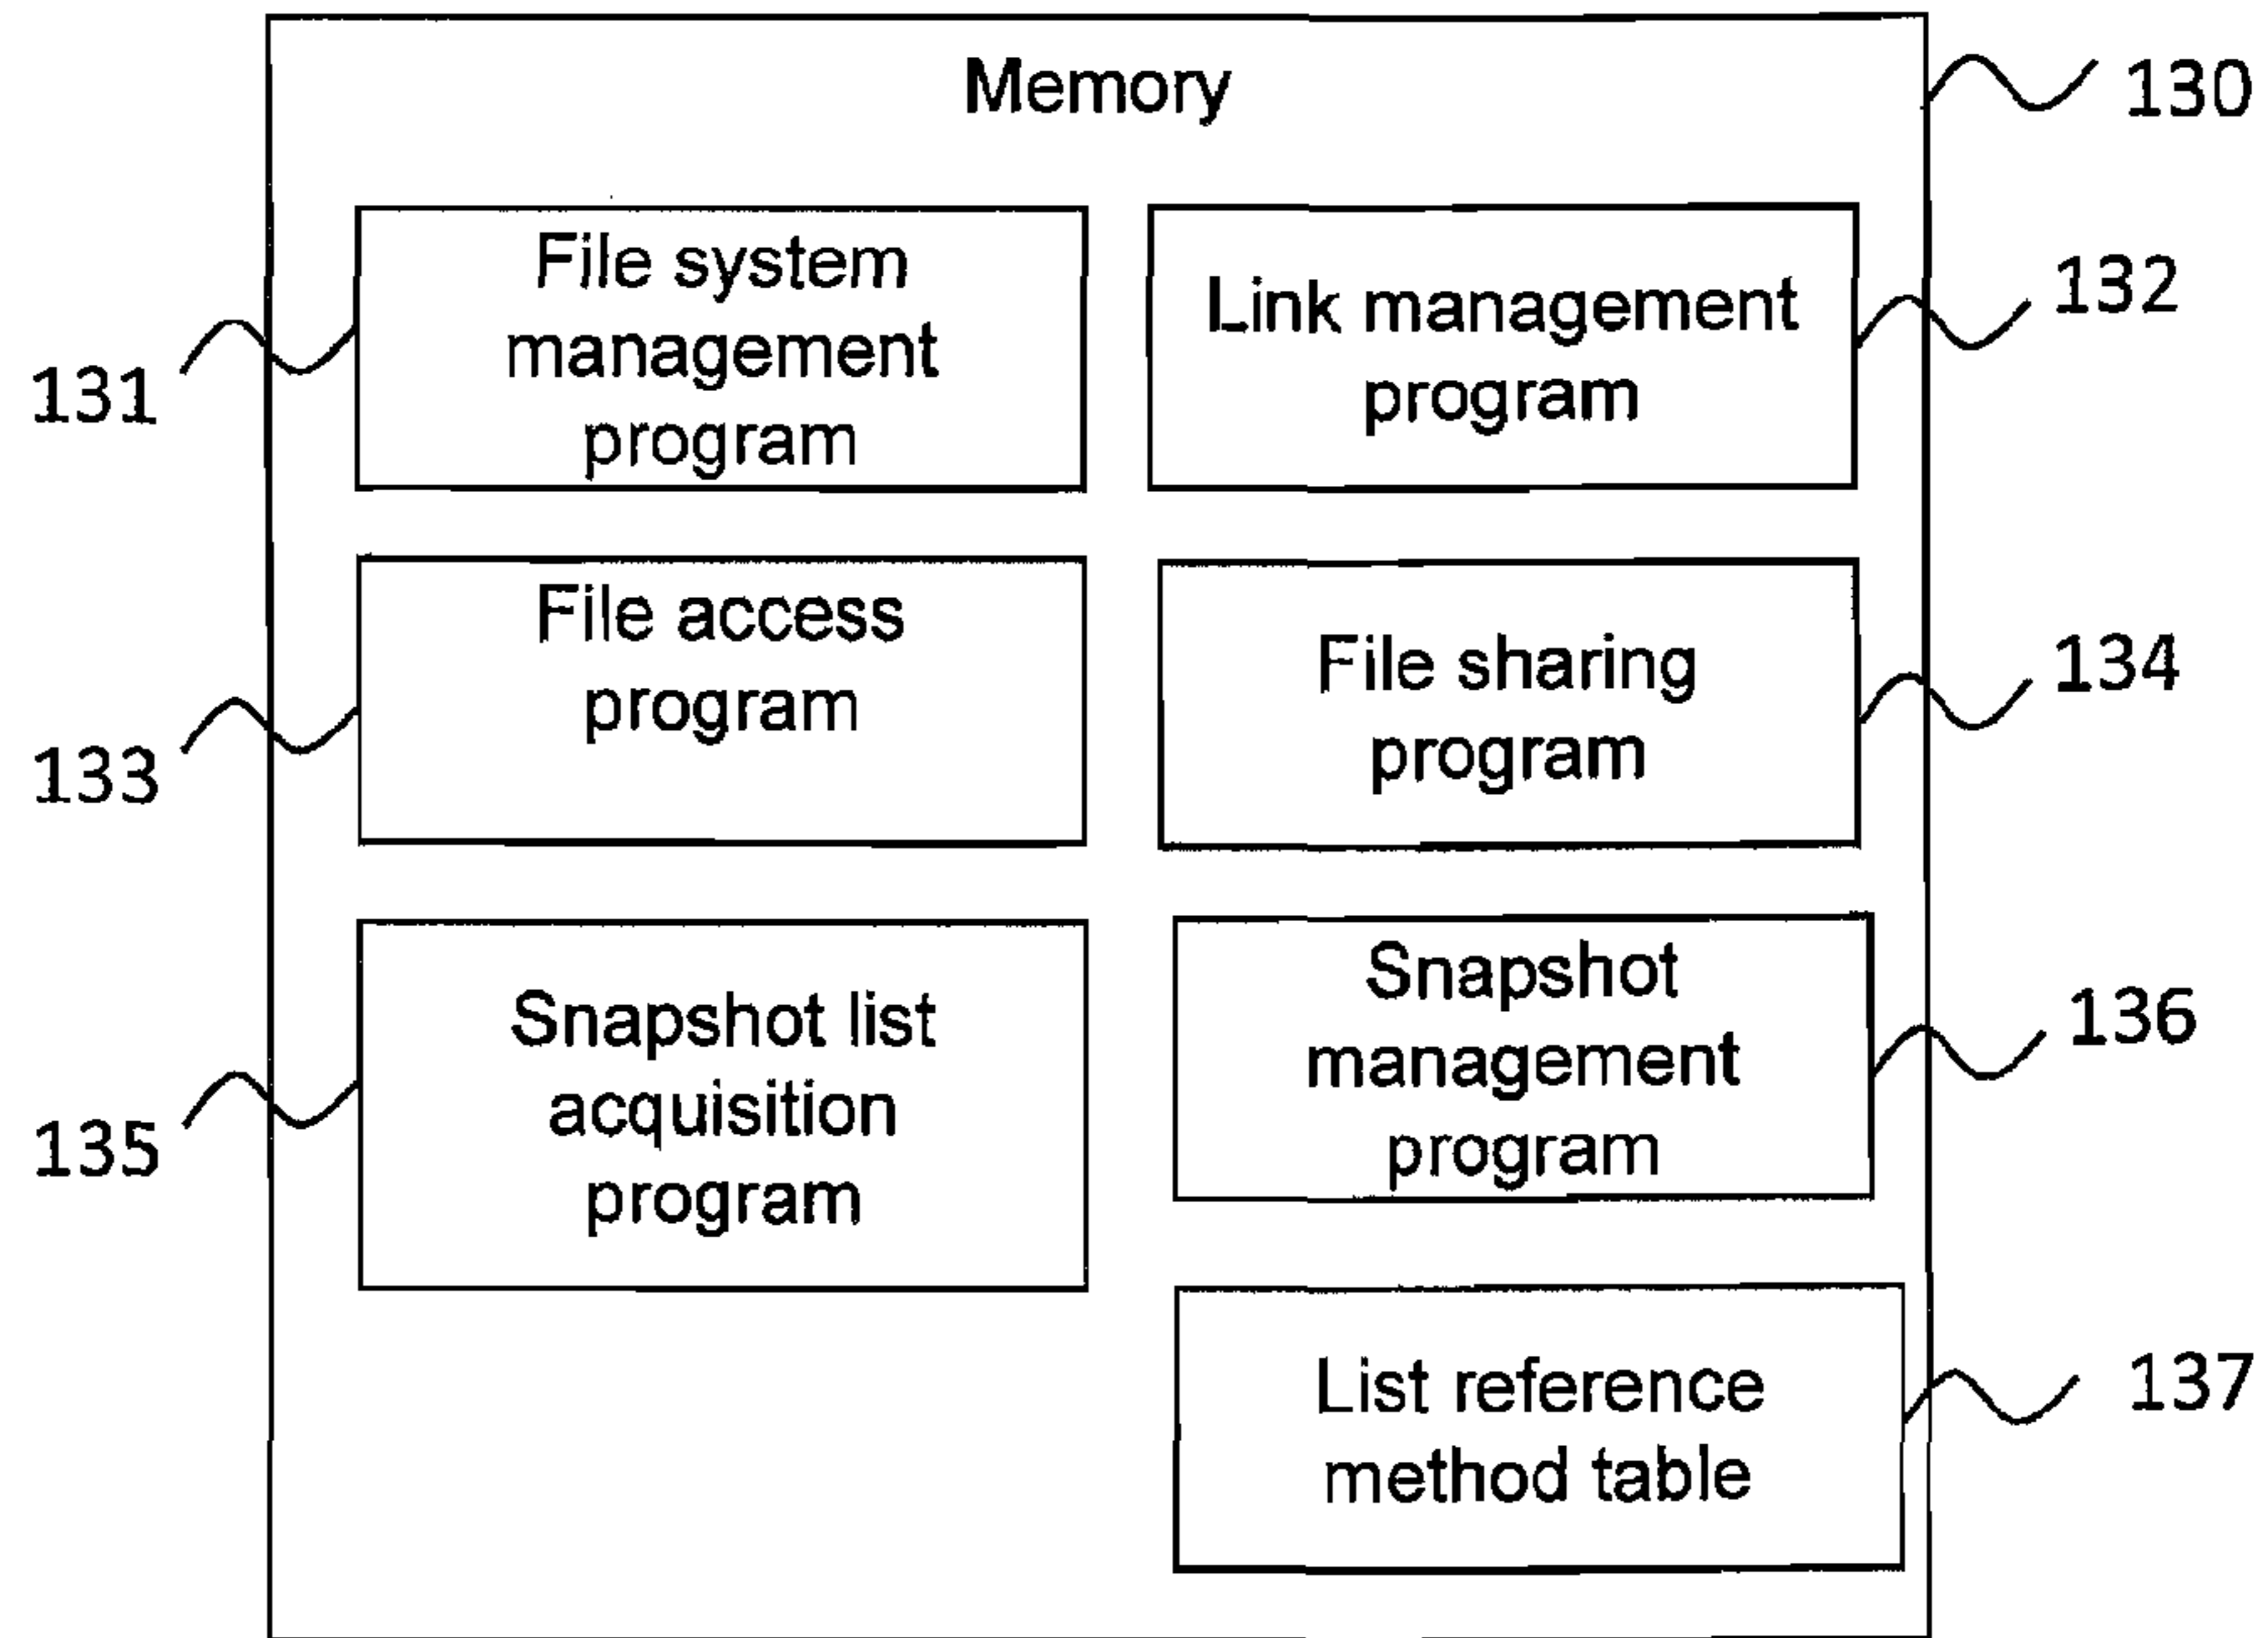 Memory
130
File system
management
program
131
Link management
program
132
File access
program
133
File sharing
program
134
Snapshot list
acquisition
program
135
Snapshot
management
program
136
List reference
method table
137